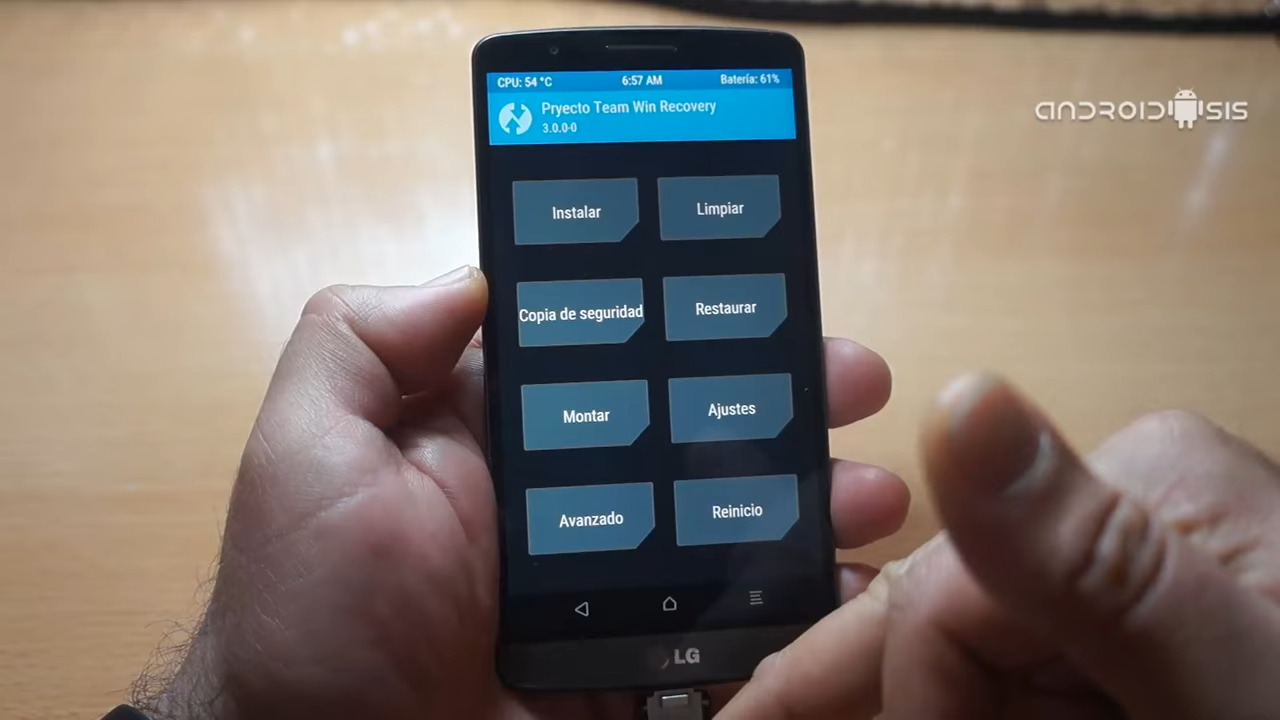 CPU: 54 °C 6:57 AM Batería: 61%
Pryecto Team Win Recovery
3.0.0-0
ANDROIDSIS
Instalar Limpiar
Copia de seguridad Restaurar
Montar Ajustes
Avanzado Reinicio
LG